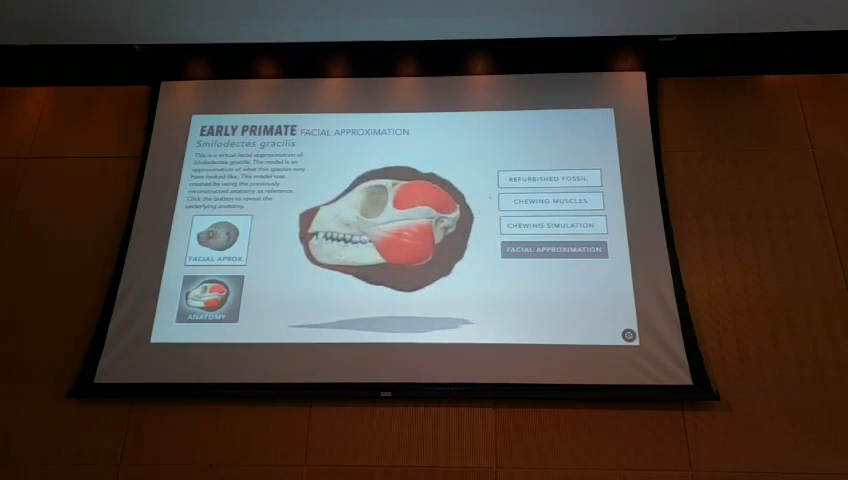 EARLY PRIMATE FACIAL APPROXIMATION
Smilodectes gracilis
This is a virtual facial approximation of
Smilodectes gracilis. The model is an
approximation of what this species may
have looked like. This model was
created by using the previously
reconstructed anatomy as reference.
Click the button to reveal the
underlying anatomy.
FACIAL APROX.
ANATOMY
REFURBISHED FOSSIL
CHEWING MUSCLES
CHEWING SIMULATION
FACIAL APPROXIMATION